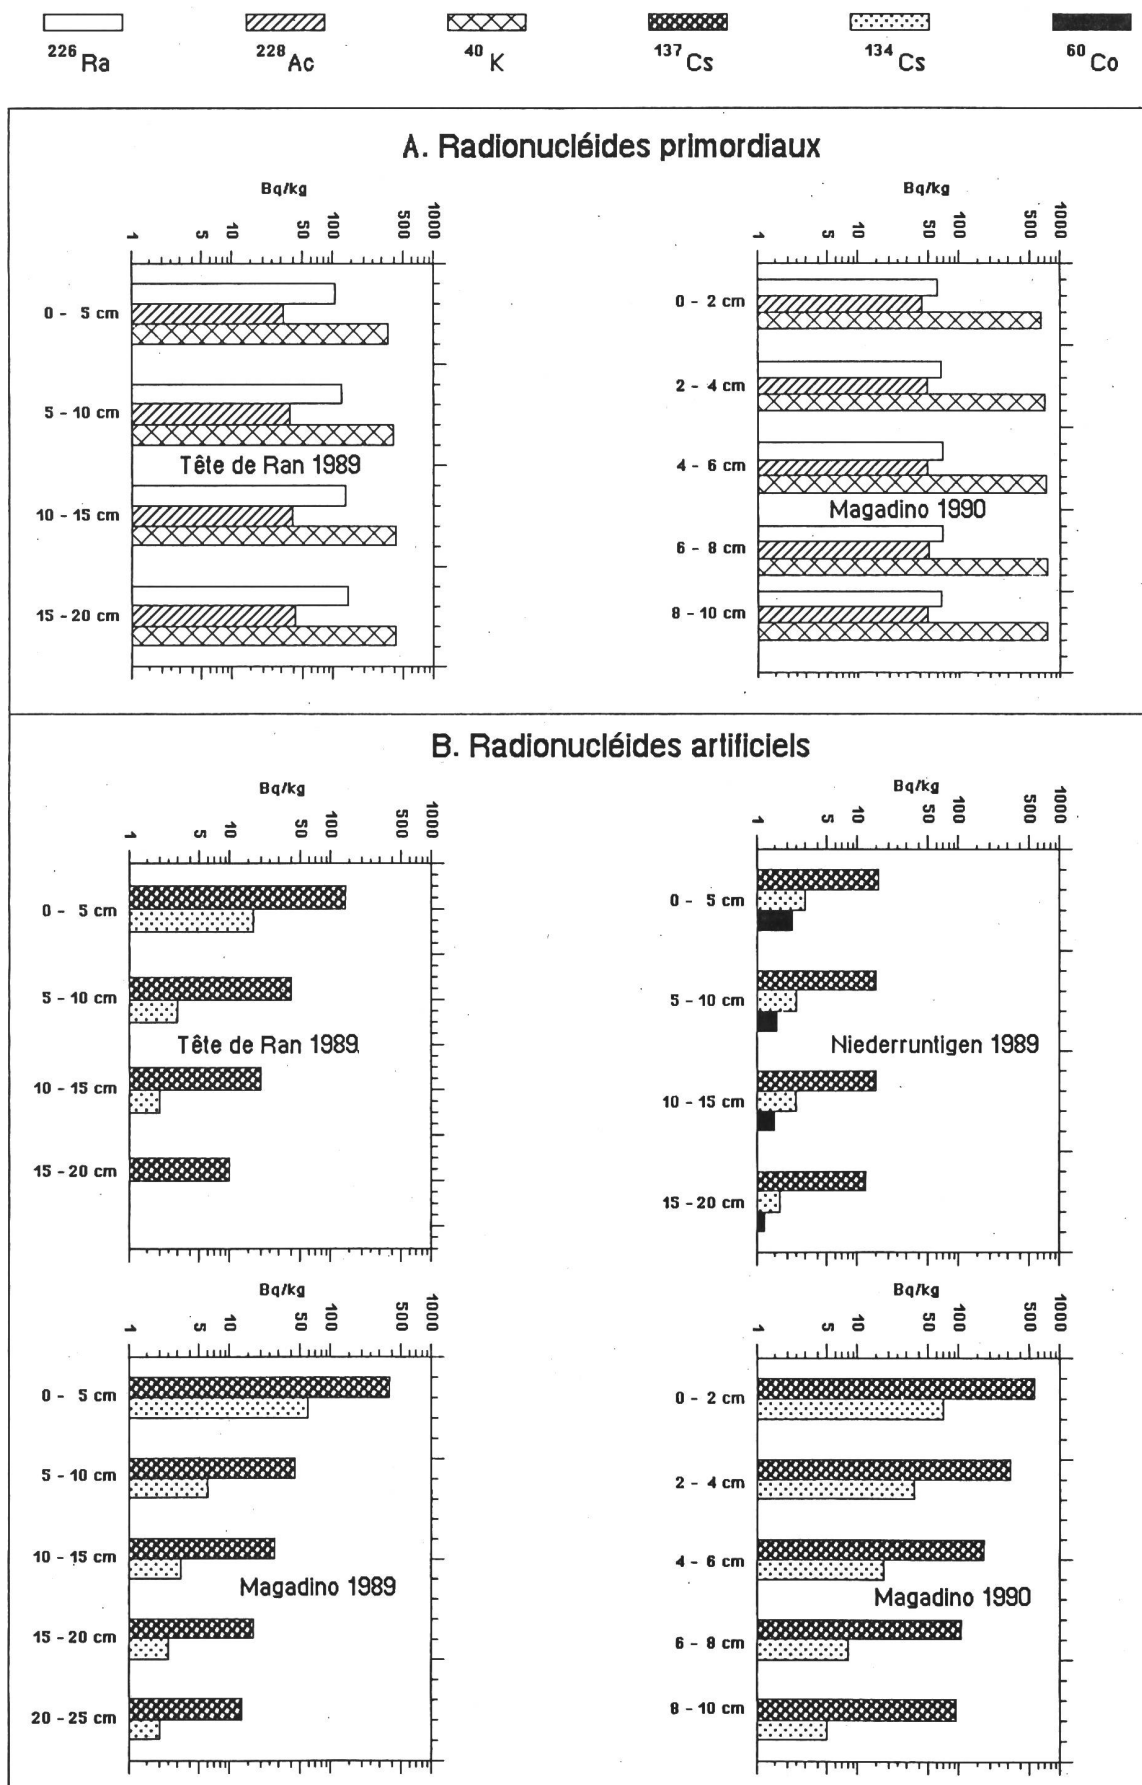 226Ra 228Ac 40K 137Cs 134Cs 60Co
A. Radionucléides primordiaux
Bq/kg
1 5 10 50 100 500 1000
0 - 5 cm
5 - 10 cm
Tête de Ran 1989
10 - 15 cm
15 - 20 cm
Bq/kg
1 5 10 50 100 500 1000
0 - 2 cm
2 - 4 cm
4 - 6 cm
Magadino 1990
6 - 8 cm
8 - 10 cm
B. Radionucléides artificiels
Bq/kg
1 5 10 50 100 500 1000
0 - 5 cm
5 - 10 cm
Tête de Ran 1989
10 - 15 cm
15 - 20 cm
Bq/kg
1 5 10 50 100 500 1000
0 - 5 cm
5 - 10 cm
Niederruntigen 1989
10 - 15 cm
15 - 20 cm
Bq/kg
1 5 10 50 100 500 1000
0 - 5 cm
5 - 10 cm
10 - 15 cm
Magadino 1989
15 - 20 cm
20 - 25 cm
Bq/kg
1 5 10 50 100 500 1000
0 - 2 cm
2 - 4 cm
4 - 6 cm
Magadino 1990
6 - 8 cm
8 - 10 cm